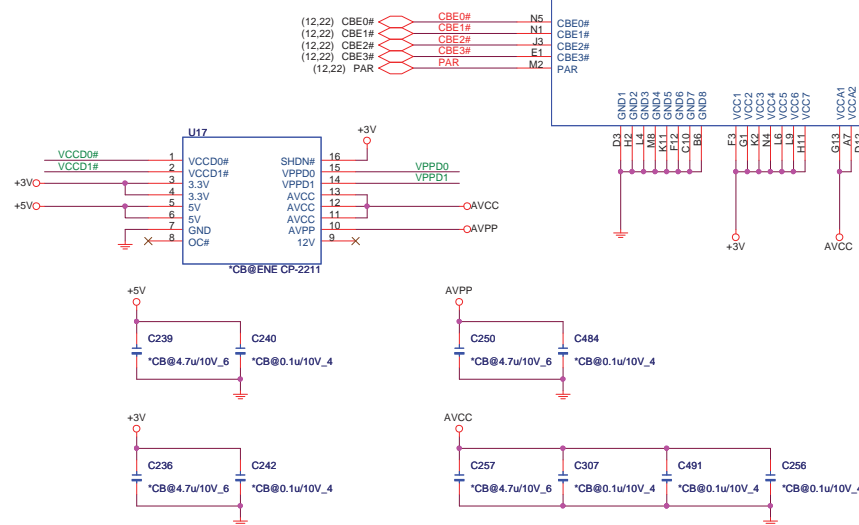 (12,22) CBE0# CBE0# N5 CBE0#
(12,22) CBE1# CBE1# N1 CBE1#
(12,22) CBE2# CBE2# J3 CBE2#
(12,22) CBE3# CBE3# E1 CBE3#
(12,22) PAR PAR M2 PAR
GND1 GND2 GND3 GND4 GND5 GND6 GND7 GND8 VCC1 VCC2 VCC3 VCC4 VCC5 VCC6 VCC7 VCCA1 VCCA2
D3 H2 L4 M8 K11 F12 C10 B6 F3 G1 K2 N4 L6 L9 H11 G13 A7 D12
+3V AVCC
U17
+3V
VCCD0# 1 VCCD0# SHDN# 16
VCCD1# 2 VCCD1# VPPD0 15 VPPD0
+3V 3 3.3V VPPD1 14 VPPD1
4 3.3V AVCC 13
+5V 5 5V AVCC 12 AVCC
6 5V AVCC 11
7 GND AVPP 10 AVPP
8 OC# 12V 9
*CB@ENE CP-2211
+5V
C239 C240
*CB@4.7u/10V_6 *CB@0.1u/10V_4
AVPP
C250 C484
*CB@4.7u/10V_6 *CB@0.1u/10V_4
+3V
C236 C242
*CB@4.7u/10V_6 *CB@0.1u/10V_4
AVCC
C257 C307 C491 C256
*CB@4.7u/10V_6 *CB@0.1u/10V_4 *CB@0.1u/10V_4 *CB@0.1u/10V_4